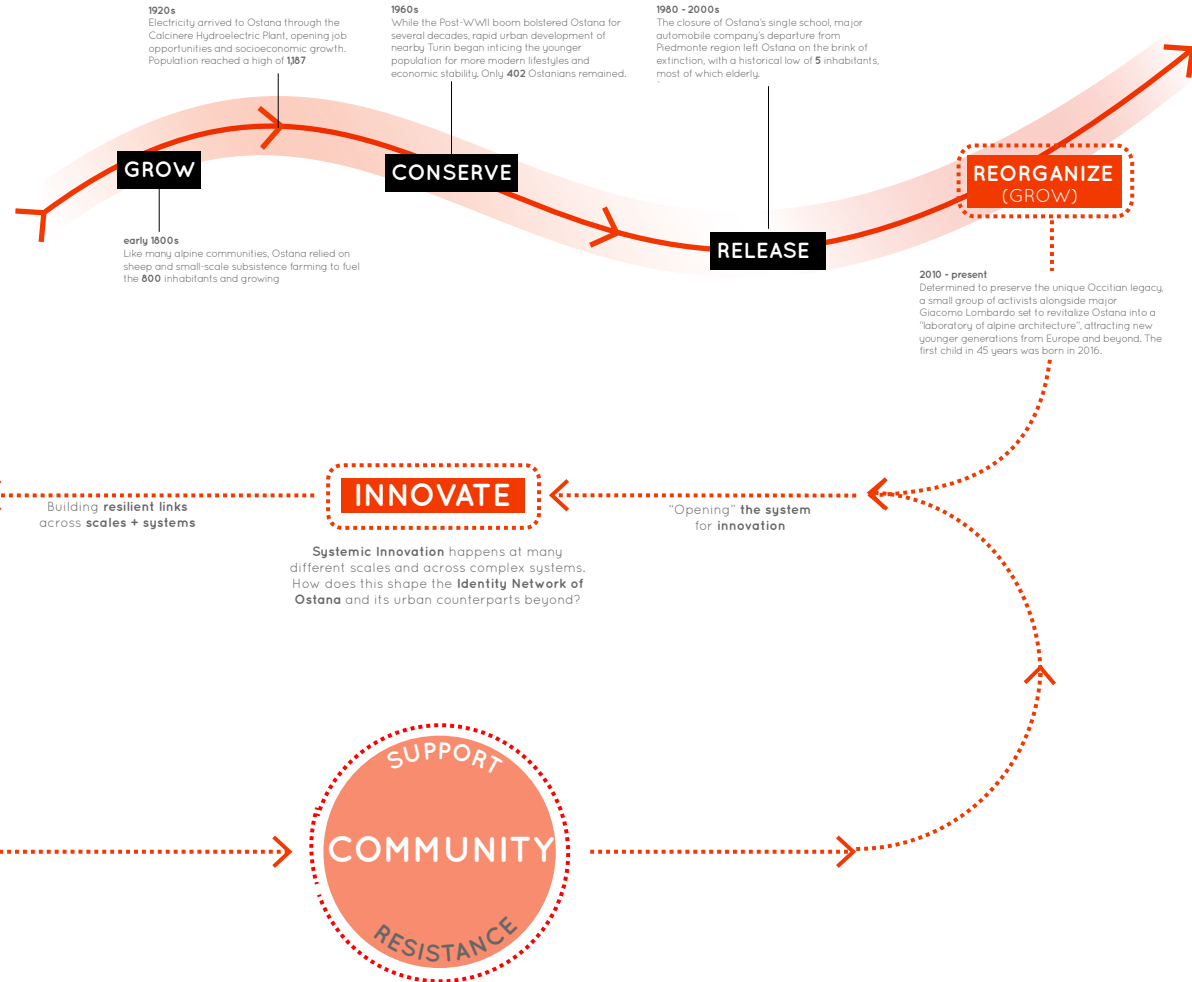 1920s
Electricity arrived to Ostana through the
Calcinere Hydroelectric Plant, opening job
opportunities and socioeconomic growth.
Population reached a high of 1,187
1960s
While the Post-WWII boom bolstered Ostana for
several decades, rapid urban development of
nearby Turin began inticing the younger
population for more modern lifestyles and
economic stability. Only 402 Ostanians remained.
1980 - 2000s
The closure of Ostana's single school, major
automobile company's departure from
Piedmonte region left Ostana on the brink of
extinction, with a historical low of 5 inhabitants,
most of which elderly.
GROW
CONSERVE
RELEASE
REORGANIZE
(GROW)
early 1800s
Like many alpine communities, Ostana relied on
sheep and small-scale subsistence farming to fuel
the 800 inhabitants and growing
2010 - present
Determined to preserve the unique Occitian legacy,
a small group of activists alongside major
Giacomo Lombardo set to revitalize Ostana into a
"laboratory of alpine architecture", attracting new
younger generations from Europe and beyond. The
first child in 45 years was born in 2016.
Building resilient links
across scales + systems
INNOVATE
"Opening" the system
for innovation
Systemic Innovation happens at many
different scales and across complex systems.
How does this shape the Identity Network of
Ostana and its urban counterparts beyond?
SUPPORT
COMMUNITY
RESISTANCE